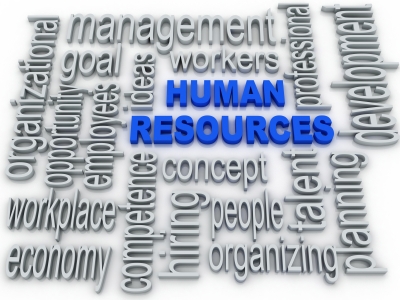 management
goal
workers
HUMAN
RESOURCES
concept
people
organizing
workplace
economy
organizational
opportunity
employees
ideas
professional
development
competence
hiring
talent
planning